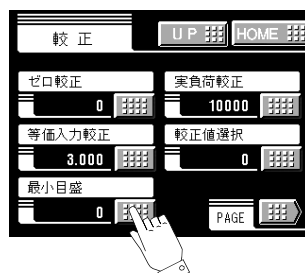 較 正
UP
HOME
ゼロ較正
0
実負荷較正
10000
等価入力較正
3.000
較正値選択
0
最小目盛
0
PAGE